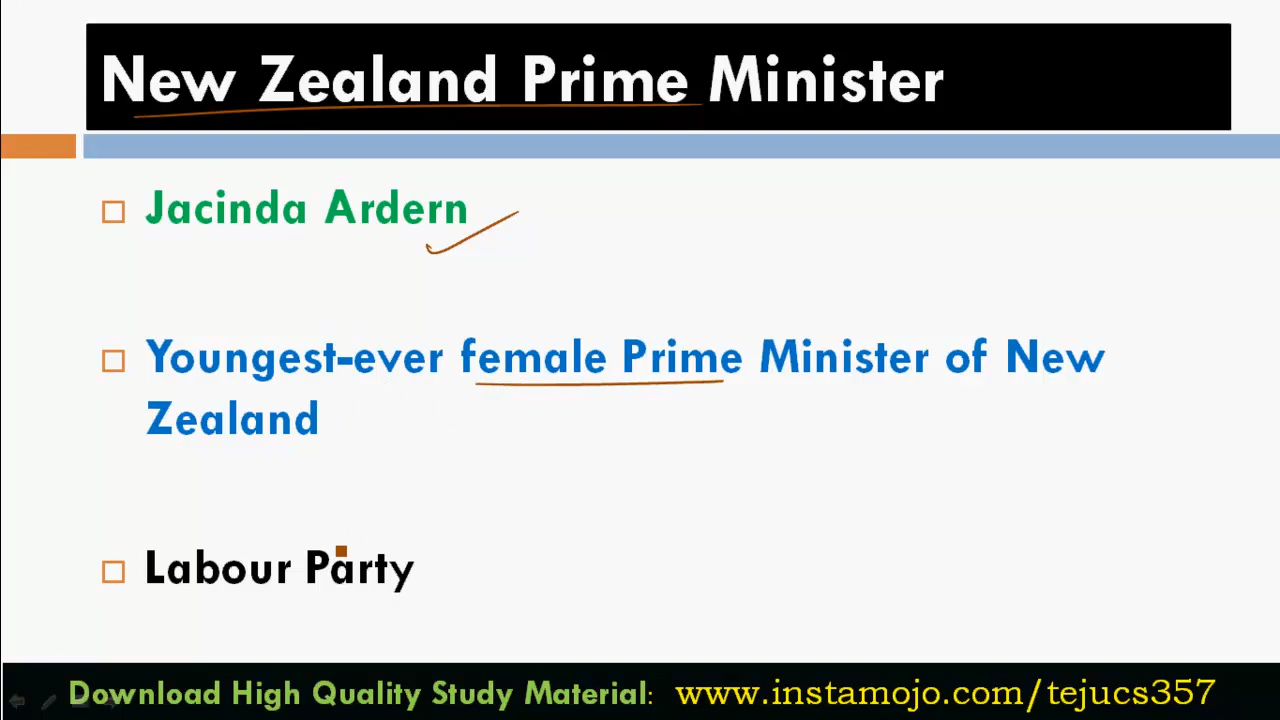 New Zealand Prime Minister
Jacinda Ardern
Youngest-ever female Prime Minister of New
Zealand
Labour Party
Download High Quality Study Material: www.instamojo.com/tejucs357